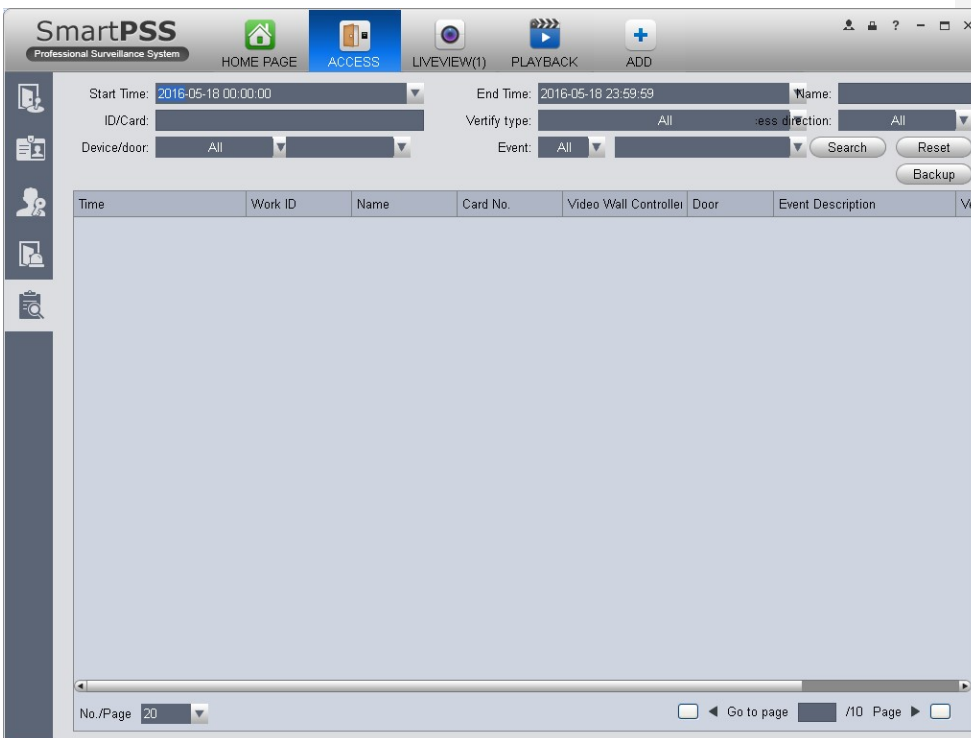 SmartPSS
Professional Surveillance System
HOME PAGE
ACCESS
LIVEVIEW(1)
PLAYBACK
ADD
?
Start Time: 2016-05-18 00:00:00
End Time: 2016-05-18 23:59:59
Name:
ID/Card:
Vertify type: All
ess direction: All
Device/door: All
Event: All
Search
Reset
Backup
Time
Work ID
Name
Card No.
Video Wall Controller
Door
Event Description
No./Page 20
Go to page /10 Page